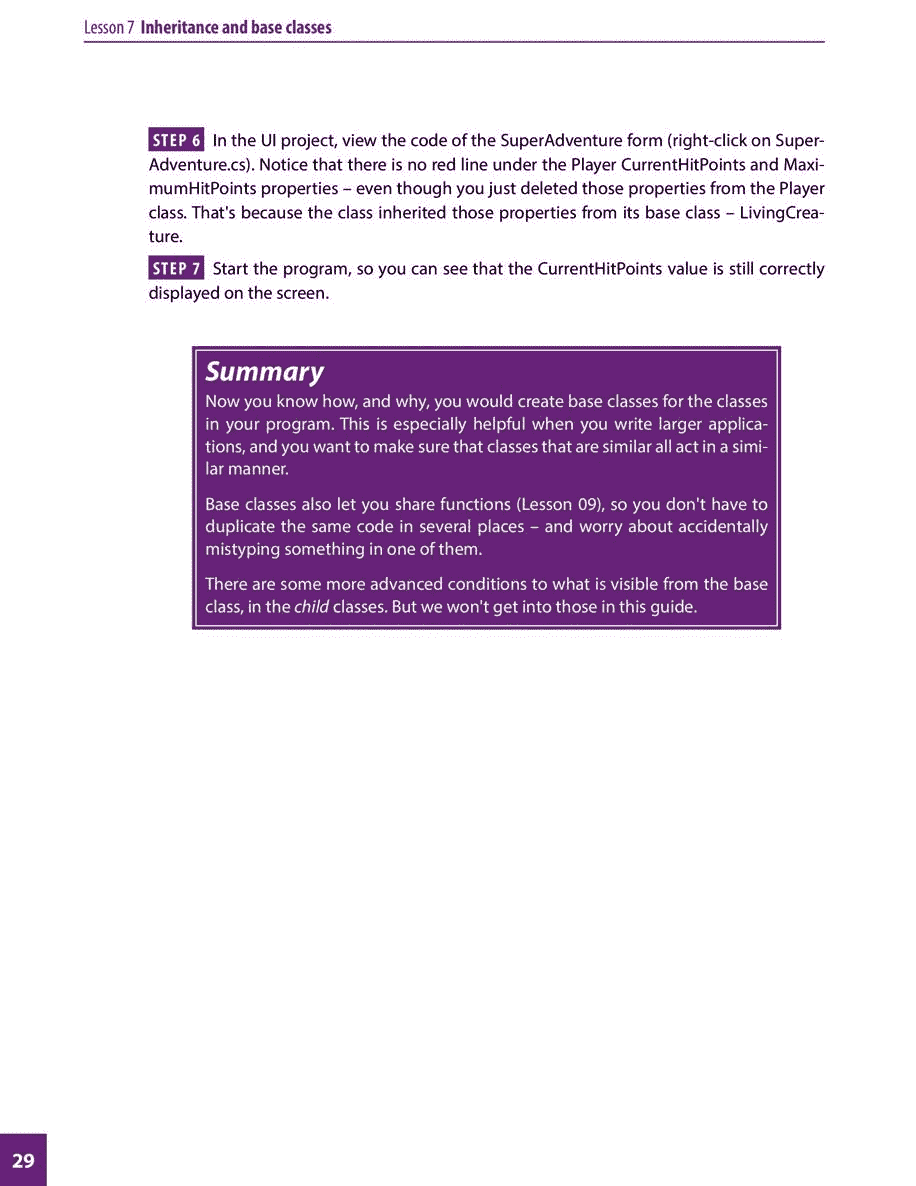 Lesson 7 Inheritance and base classes
STEP 6 In the UI project, view the code of the SuperAdventure form (right-click on Super-
Adventure.cs). Notice that there is no red line under the Player CurrentHitPoints and Maxi-
mumHitPoints properties – even though you just deleted those properties from the Player
class. That's because the class inherited those properties from its base class – LivingCrea-
ture.
STEP 7 Start the program, so you can see that the CurrentHitPoints value is still correctly
displayed on the screen.
Summary
Now you know how, and why, you would create base classes for the classes
in your program. This is especially helpful when you write larger applica-
tions, and you want to make sure that classes that are similar all act in a simi-
lar manner.
Base classes also let you share functions (Lesson 09), so you don't have to
duplicate the same code in several places – and worry about accidentally
mistyping something in one of them.
There are some more advanced conditions to what is visible from the base
class, in the child classes. But we won't get into those in this guide.
29